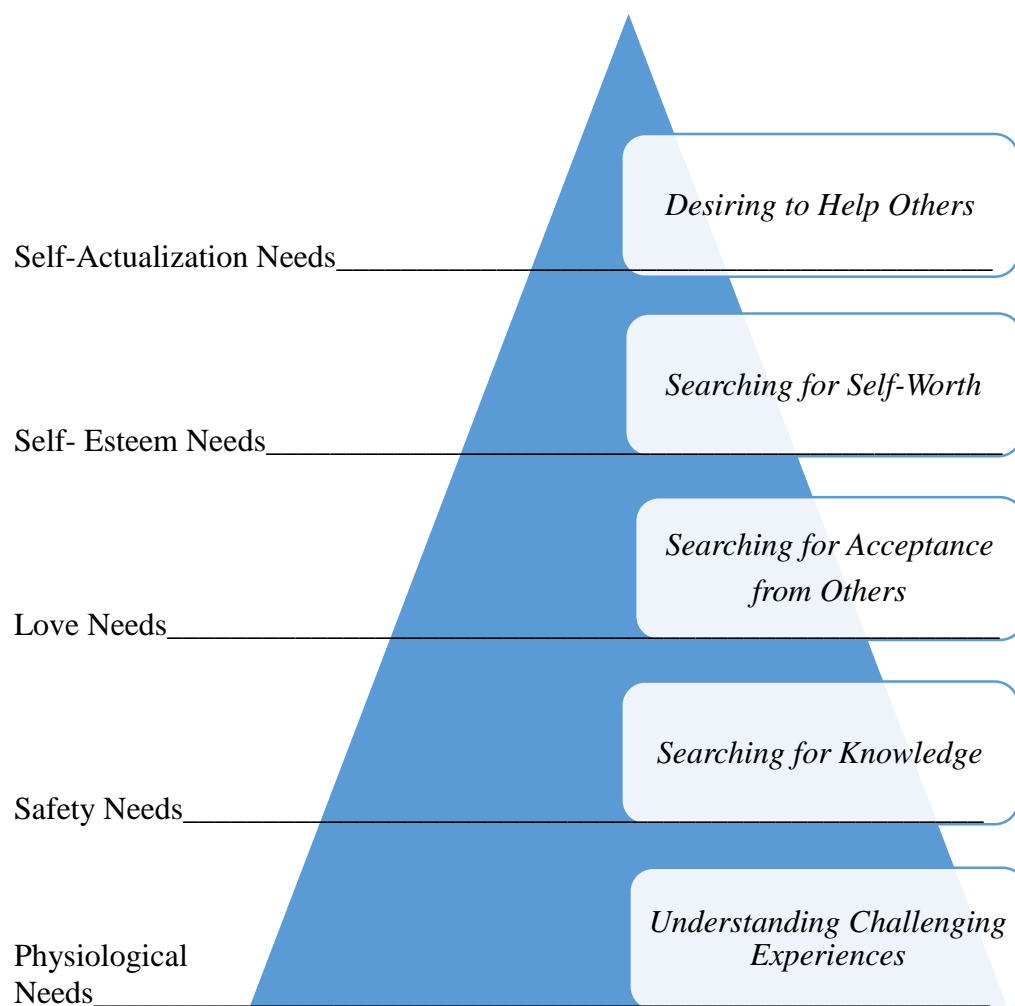 Desiring to Help Others
Self-Actualization Needs
Searching for Self-Worth
Self- Esteem Needs
Searching for Acceptance
from Others
Love Needs
Searching for Knowledge
Safety Needs
Understanding Challenging
Experiences
Physiological
Needs